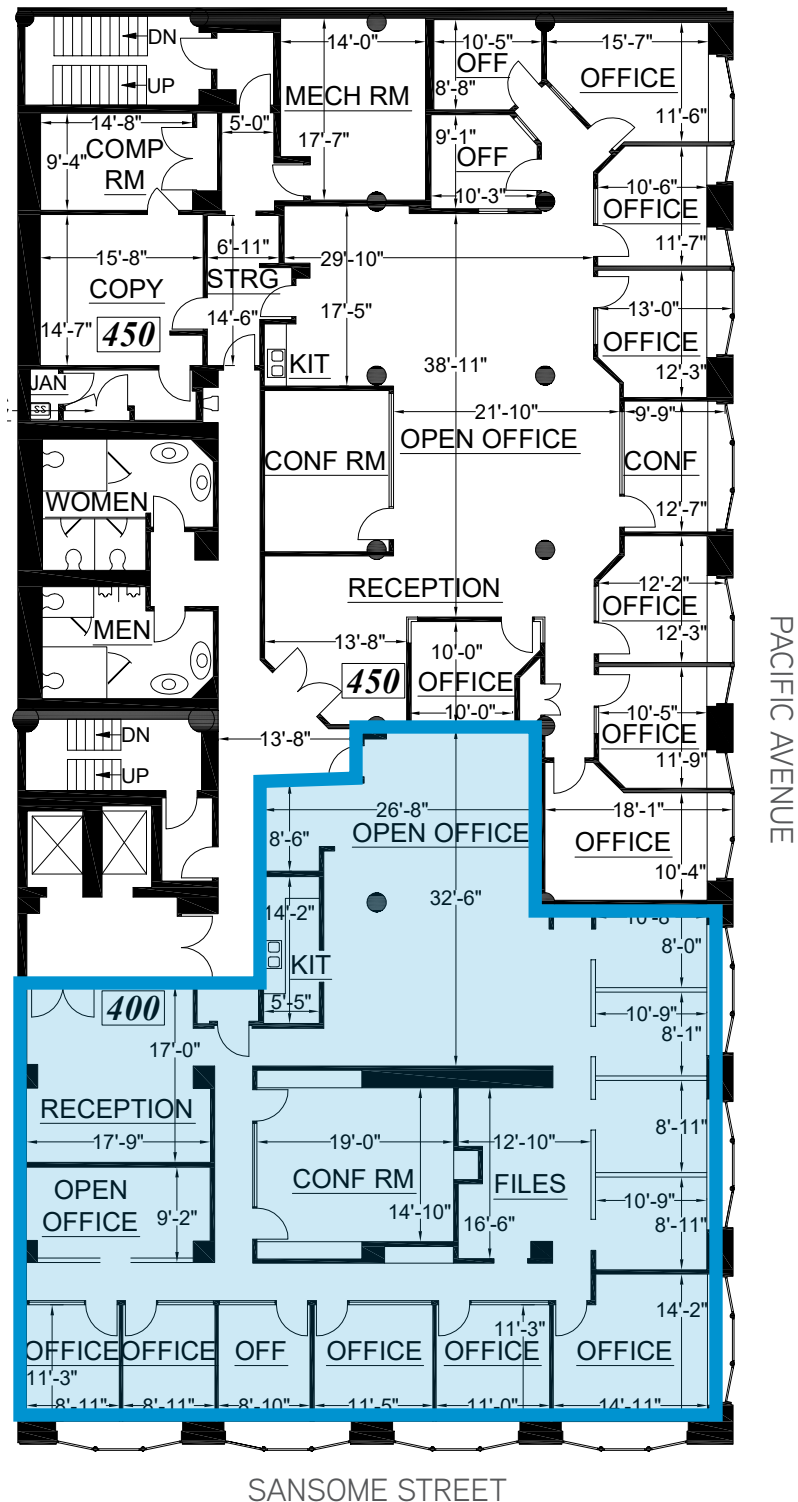 DN
14'-0"
10'-5"
15'-7"
OFF
OFFICE
UP
8'-8"
MECH RM
11'-6"
14'-8"
5'-0"
COMP
RM
9'-4"
17'-7"
9'-1"
OFF
10'-3"
10'-6"
OFFICE
11'-7"
6'-11"
15'-8"
29'-10"
STRG
COPY
17'-5"
13'-0"
14'-6"
14'-7"
450
OFFICE
KIT
38'-11"
12'-3"
JAN
SS
21'-10"
9'-9"
OPEN OFFICE
CONF RM
CONF
WOMEN
12'-7"
RECEPTION
12'-2"
OFFICE
MEN
12'-3"
13'-8"
10'-0"
450
OFFICE
10'-0"
10'-5"
OFFICE
DN
13'-8"
11'-9"
UP
26'-8"
18'-1"
8'-6"
OPEN OFFICE
OFFICE
10'-4"
32'-6"
14'-2"
8'-0"
KIT
5'-5"
400
10'-9"
8'-1"
17'-0"
RECEPTION
8'-11"
17'-9"
19'-0"
12'-10"
CONF RM
FILES
OPEN
OFFICE
9'-2"
10'-9"
14'-10"
16'-6"
8'-11"
14'-2"
11'-3"
OFFICE
OFFICE
OFF
OFFICE
OFFICE
OFFICE
11'-3"
8'-11"
8'-11"
8'-10"
11'-5"
11'-0"
14'-11"
PACIFIC AVENUE
SANSOME STREET